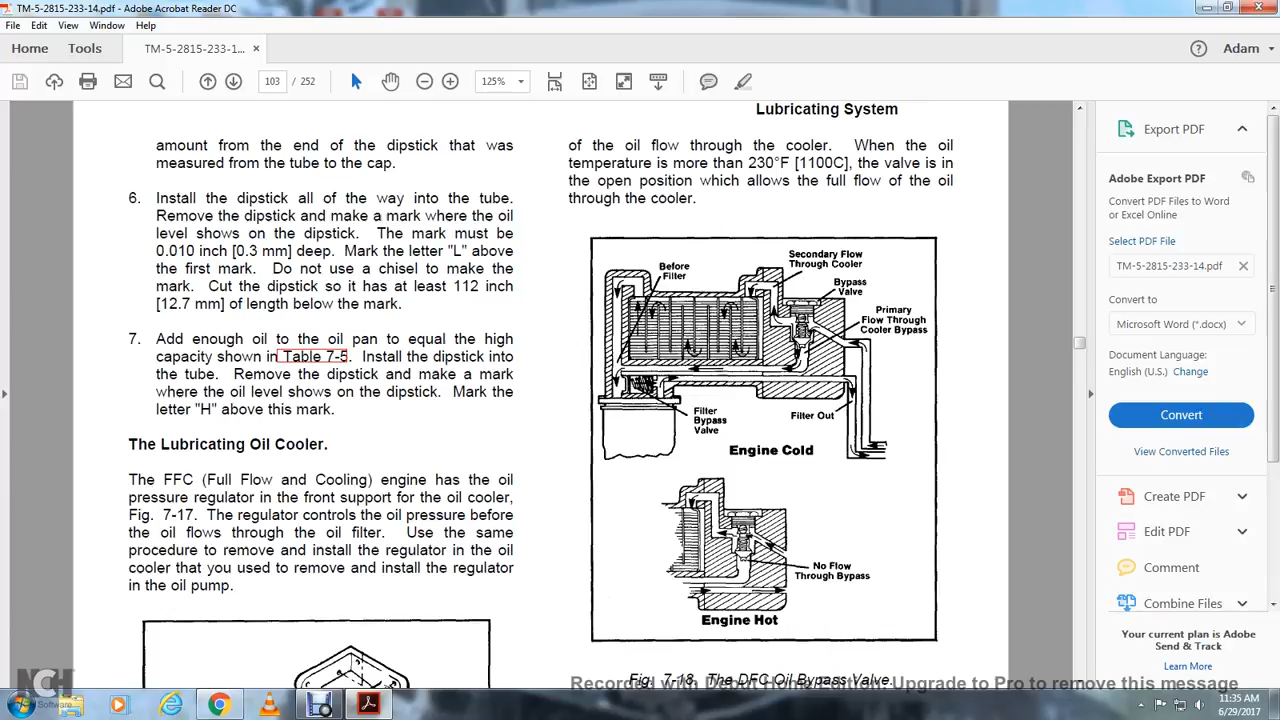 TM-5-2815-233-14.pdf - Adobe Acrobat Reader DC
File Edit View Window Help
Home Tools TM-5-2815-233-1... × Adam
103 / 252 125%
Lubricating System
amount from the end of the dipstick that was
measured from the tube to the cap.
6. Install the dipstick all of the way into the tube.
Remove the dipstick and make a mark where the oil
level shows on the dipstick. The mark must be
0.010 inch [0.3 mm] deep. Mark the letter "L" above
the first mark. Do not use a chisel to make the
mark. Cut the dipstick so it has at least 112 inch
[12.7 mm] of length below the mark.
7. Add enough oil to the oil pan to equal the high
capacity shown in Table 7-5. Install the dipstick into
the tube. Remove the dipstick and make a mark
where the oil level shows on the dipstick. Mark the
letter "H" above this mark.
The Lubricating Oil Cooler.
The FFC (Full Flow and Cooling) engine has the oil
pressure regulator in the front support for the oil cooler,
Fig. 7-17. The regulator controls the oil pressure before
the oil flows through the oil filter. Use the same
procedure to remove and install the regulator in the oil
cooler that you used to remove and install the regulator
in the oil pump.
of the oil flow through the cooler. When the oil
temperature is more than 230°F [1100C], the valve is in
the open position which allows the full flow of the oil
through the cooler.
Before
Filter
Secondary Flow
Through Cooler
Bypass
Valve
Primary
Flow Through
Cooler Bypass
Filter
Bypass
Valve
Filter Out
Engine Cold
No Flow
Through Bypass
Engine Hot
Fig. 7-18. The DFC Oil Bypass Valve.
Export PDF
Adobe Export PDF
Convert PDF Files to Word
or Excel Online
Select PDF File
TM-5-2815-233-14.pdf
Convert to
Microsoft Word (*.docx)
Document Language:
English (U.S.) Change
Convert
View Converted Files
Create PDF
Edit PDF
Comment
Combine Files
Your current plan is Adobe
Send & Track
Learn More
NCH Software
Recorded with Debut Home Edition. Upgrade to Pro to remove this message
11:35 AM
6/29/2017